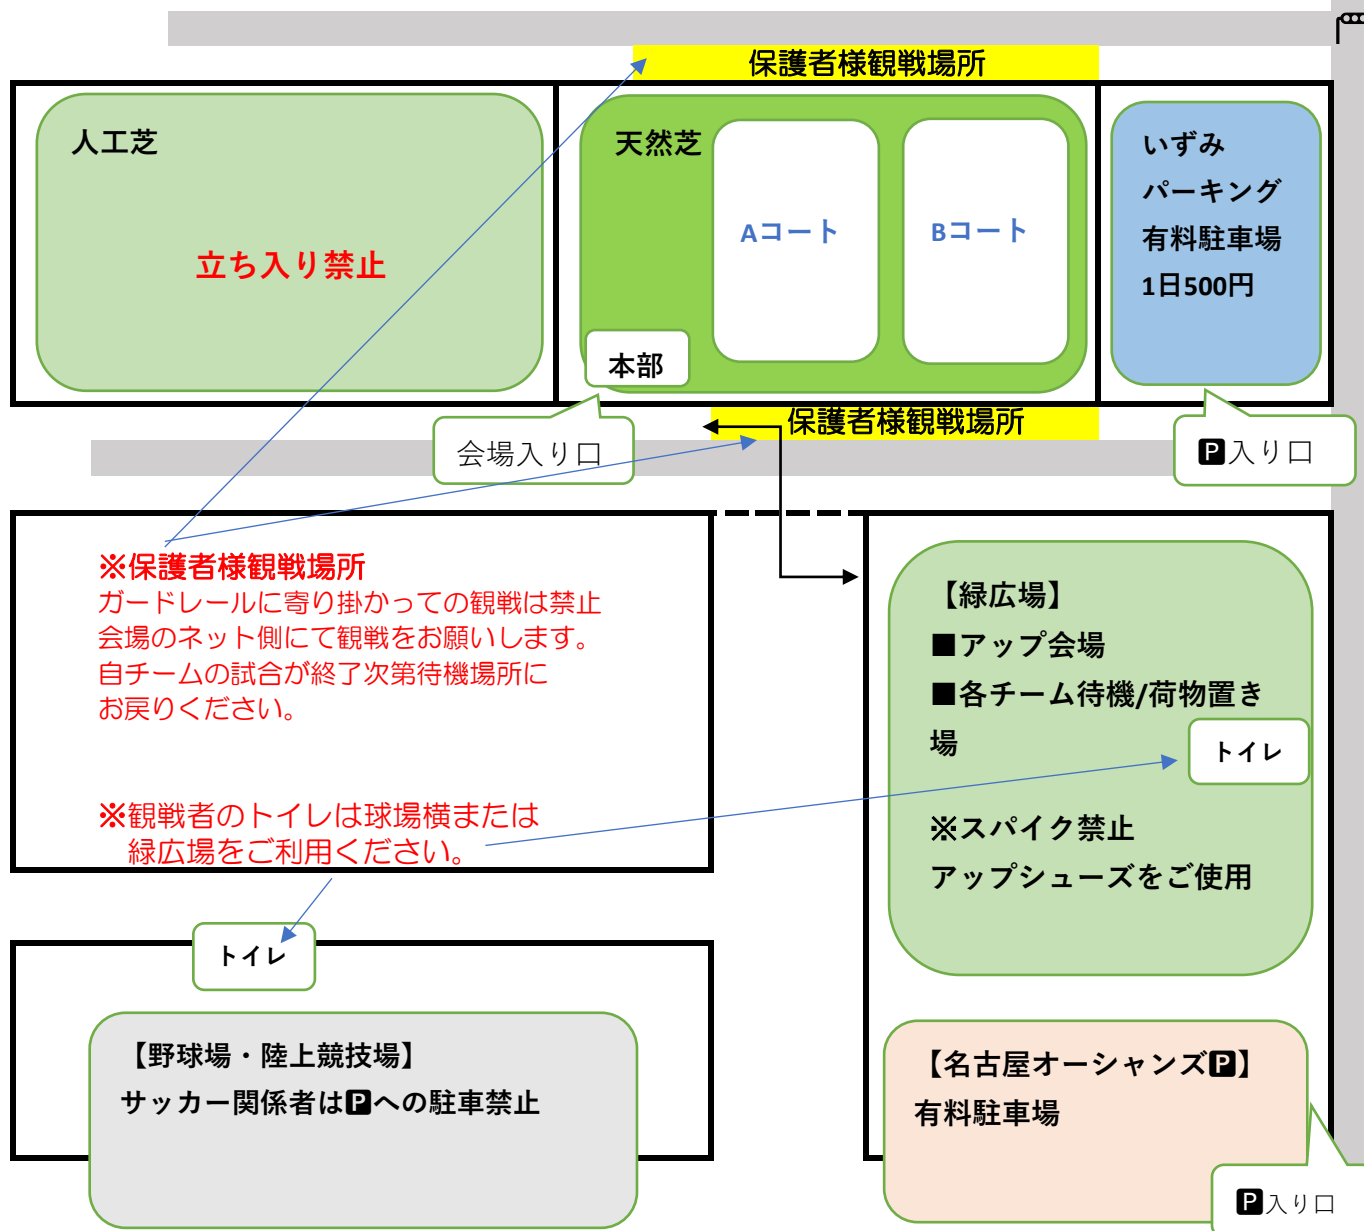 保護者様観戦場所
人工芝
立ち入り禁止
天然芝
Aコート
Bコート
本部
いずみ
パーキング
有料駐車場
1日500円
会場入り口
保護者様観戦場所
🅿入り口
※保護者様観戦場所
ガードレールに寄り掛かっての観戦は禁止
会場のネット側にて観戦をお願いします。
自チームの試合が終了次第待機場所に
お戻りください。
※観戦者のトイレは球場横または
緑広場をご利用ください。
【緑広場】
■アップ会場
■各チーム待機/荷物置き
場
トイレ
※スパイク禁止
アップシューズをご使用
トイレ
【野球場・陸上競技場】
サッカー関係者は🅿への駐車禁止
【名古屋オーシャンズ🅿】
有料駐車場
🅿入り口